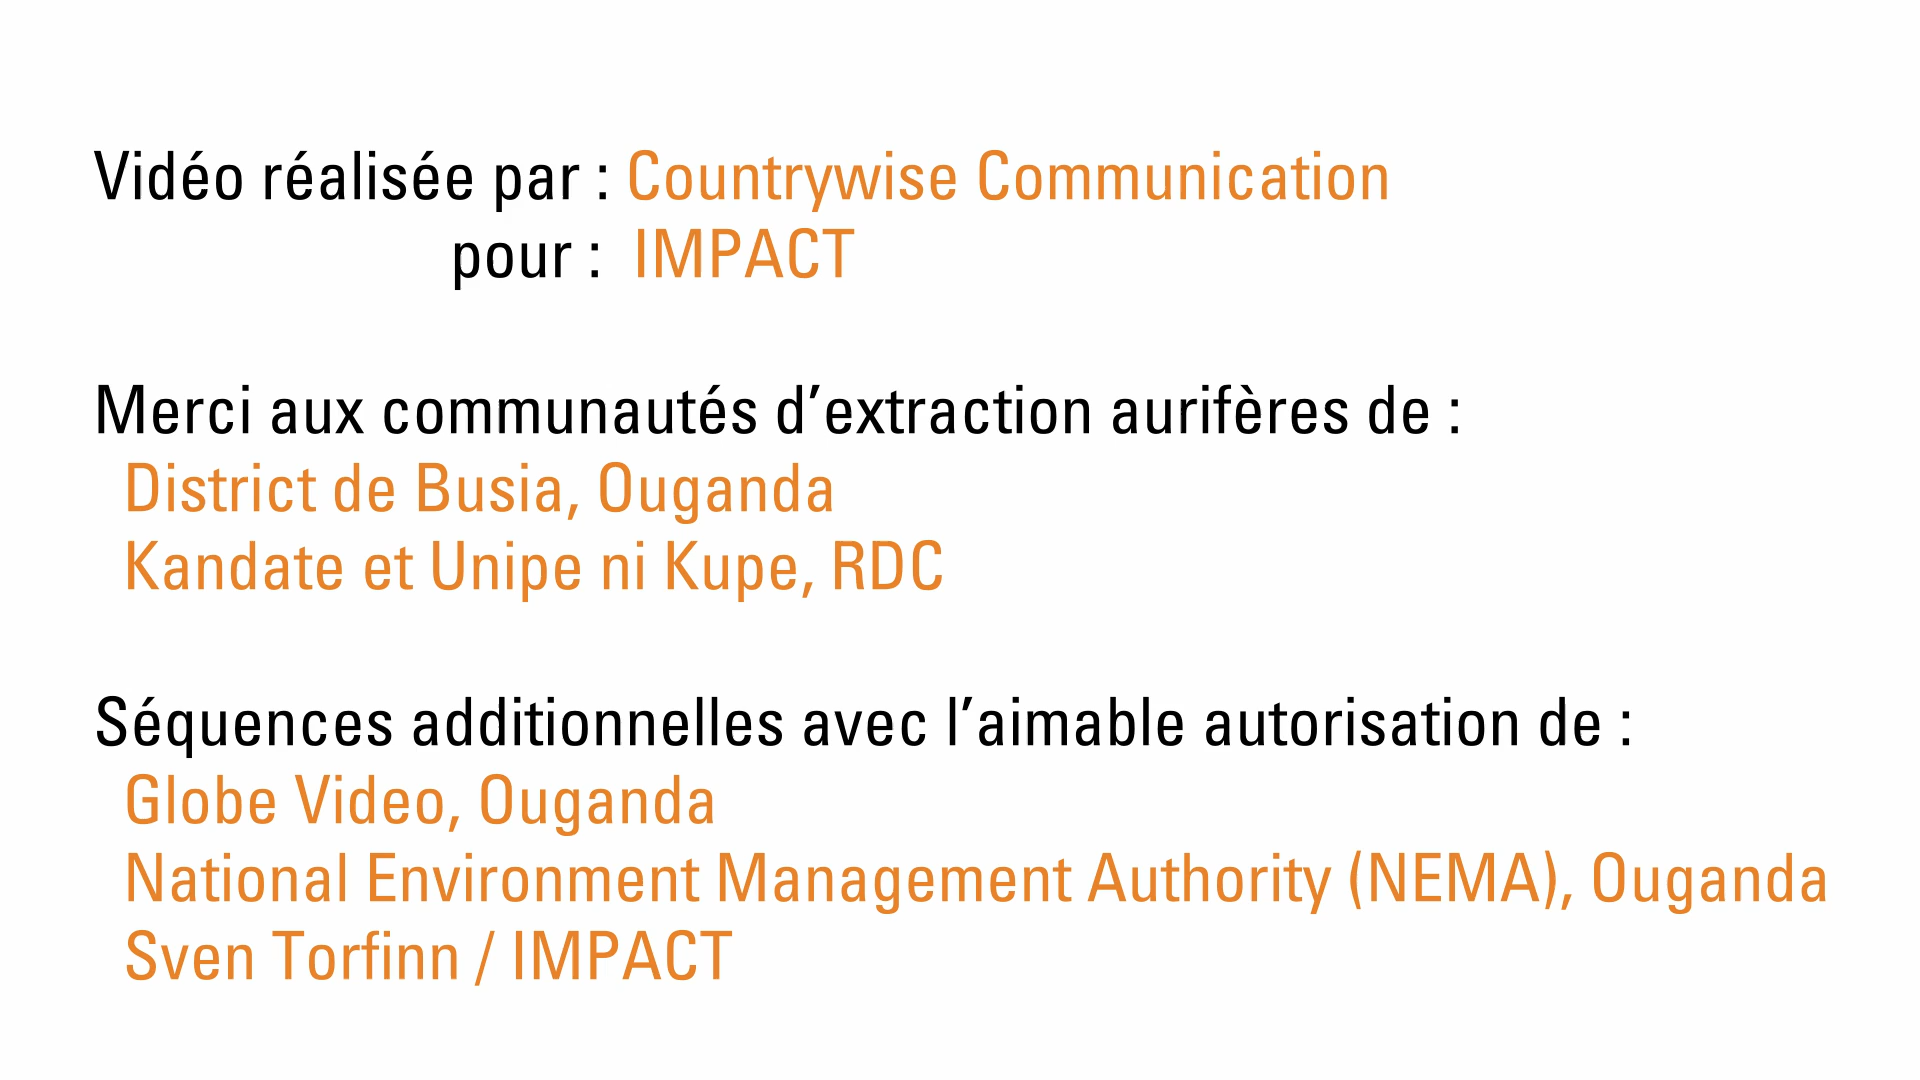 Vidéo réalisée par : Countrywise Communication
pour : IMPACT
Merci aux communautés d’extraction aurifères de :
District de Busia, Ouganda
Kandate et Unipe ni Kupe, RDC
Séquences additionnelles avec l’aimable autorisation de :
Globe Video, Ouganda
National Environment Management Authority (NEMA), Ouganda
Sven Torfinn / IMPACT